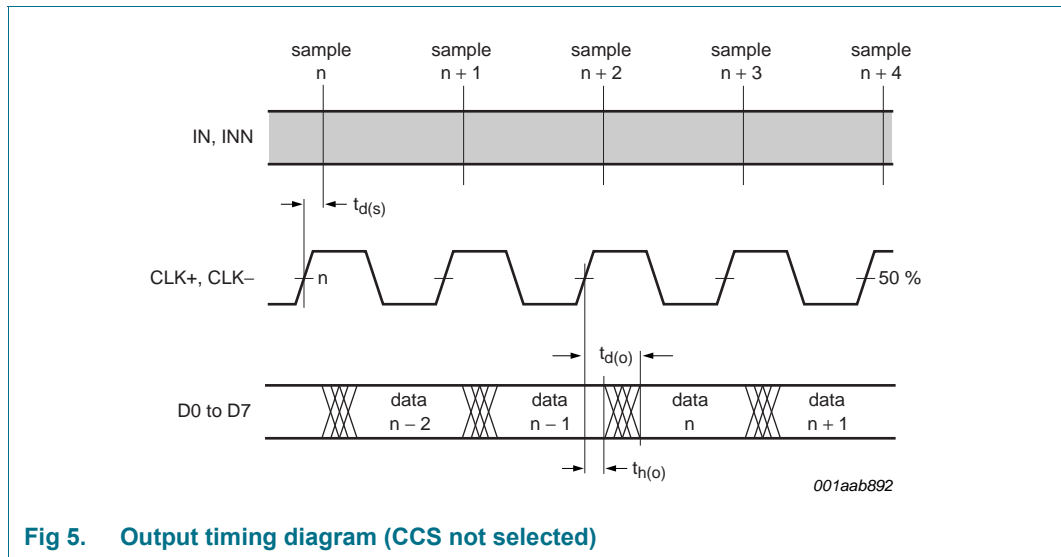 sample n
sample n + 1
sample n + 2
sample n + 3
sample n + 4
IN, INN
td(s)
CLK+, CLK−
n
50 %
td(o)
D0 to D7
data n − 2
data n − 1
data n
data n + 1
th(o)
001aab892
Fig 5. Output timing diagram (CCS not selected)